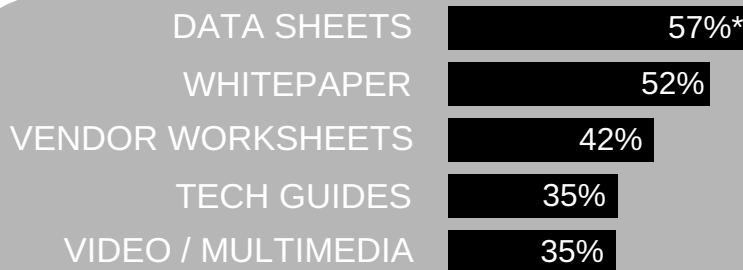 DATA SHEETS 57%*
WHITEPAPER 52%
VENDOR WORKSHEETS 42%
TECH GUIDES 35%
VIDEO / MULTIMEDIA 35%